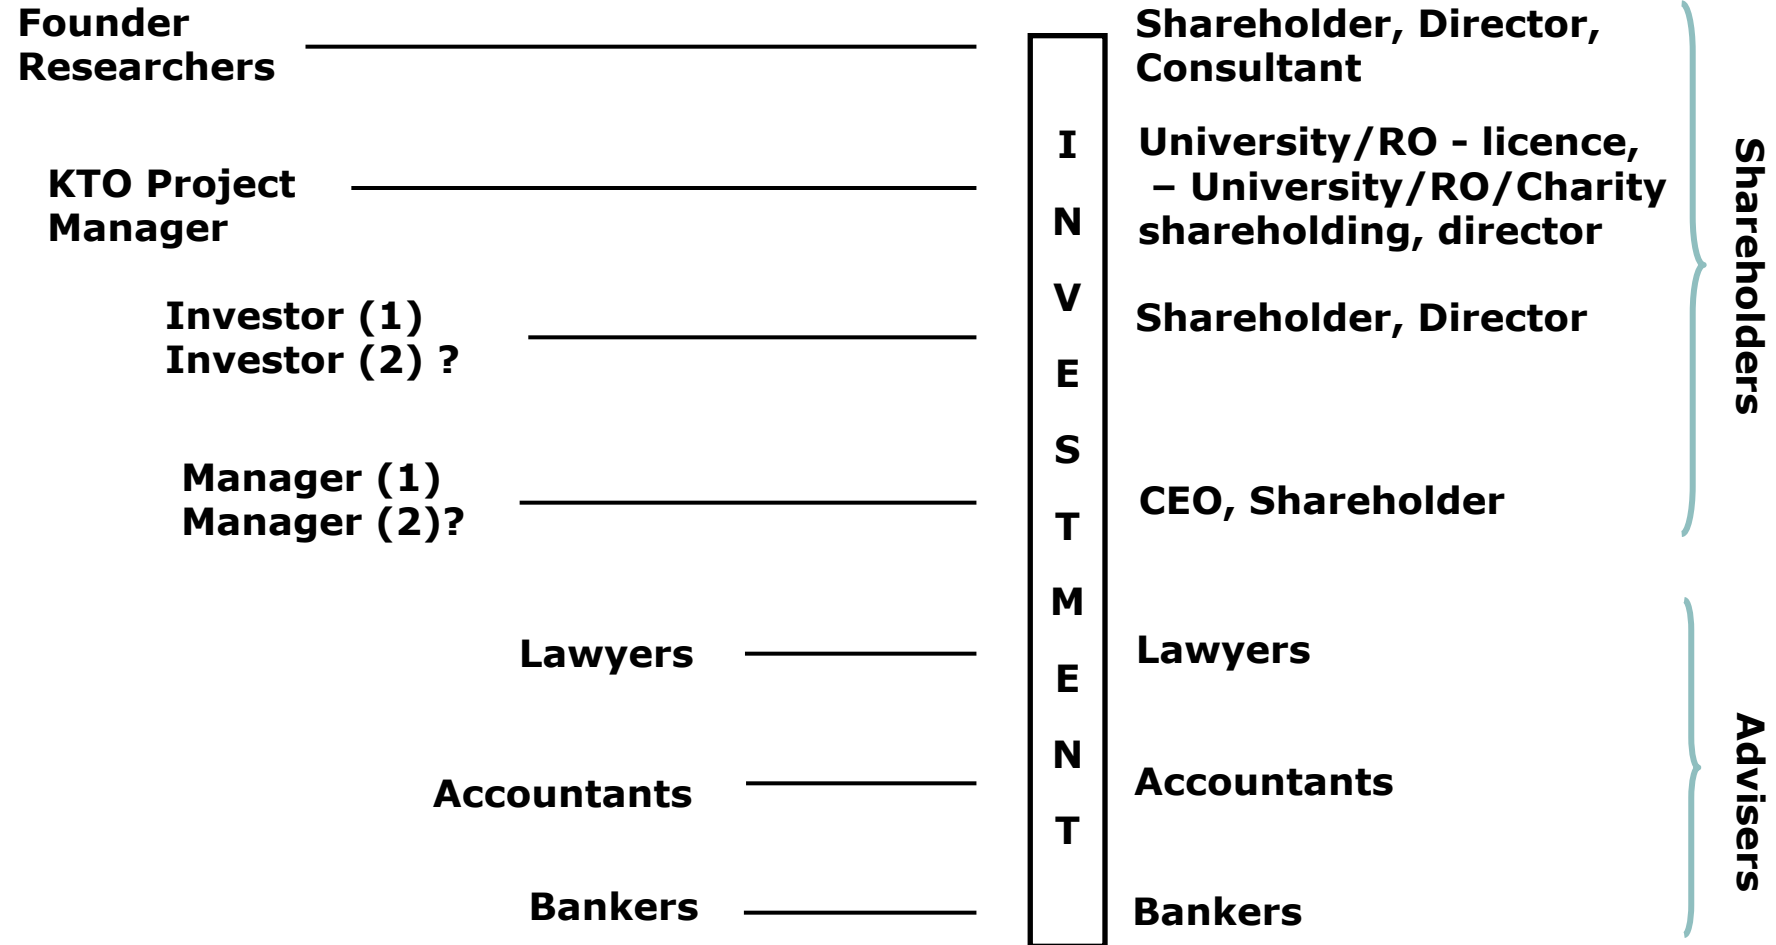 Founder
Researchers
Shareholder, Director,
Consultant
KTO Project
Manager
University/RO - licence,
– University/RO/Charity
shareholding, director
Investor (1)
Investor (2) ?
Shareholder, Director
Manager (1)
Manager (2)?
CEO, Shareholder
Lawyers
Lawyers
Accountants
Accountants
Bankers
Bankers
I
N
V
E
S
T
M
E
N
T
Shareholders
Advisers